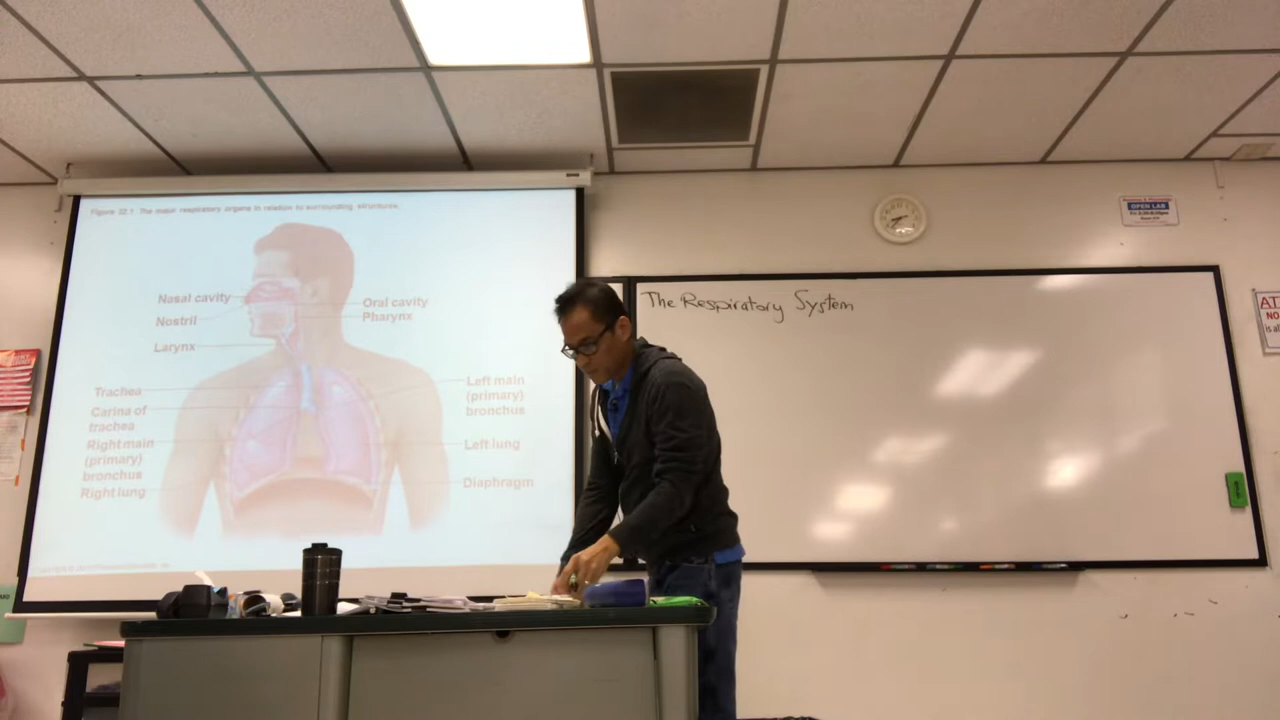 Figure 22.1 The major respiratory organs in relation to surrounding structures.
Nasal cavity
Nostril
Larynx
Trachea
Carina of
trachea
Right main
(primary)
bronchus
Right lung
Oral cavity
Pharynx
Left main
(primary)
bronchus
Left lung
Diaphragm
The Respiratory System
OPEN LAB
NO